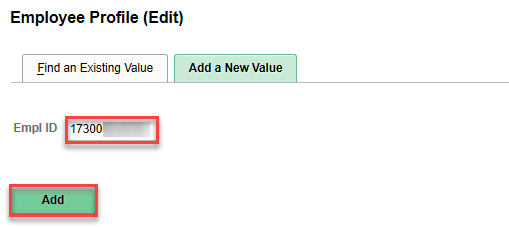 Employee Profile (Edit)
Find an Existing Value
Add a New Value
Empl ID
17300
Add